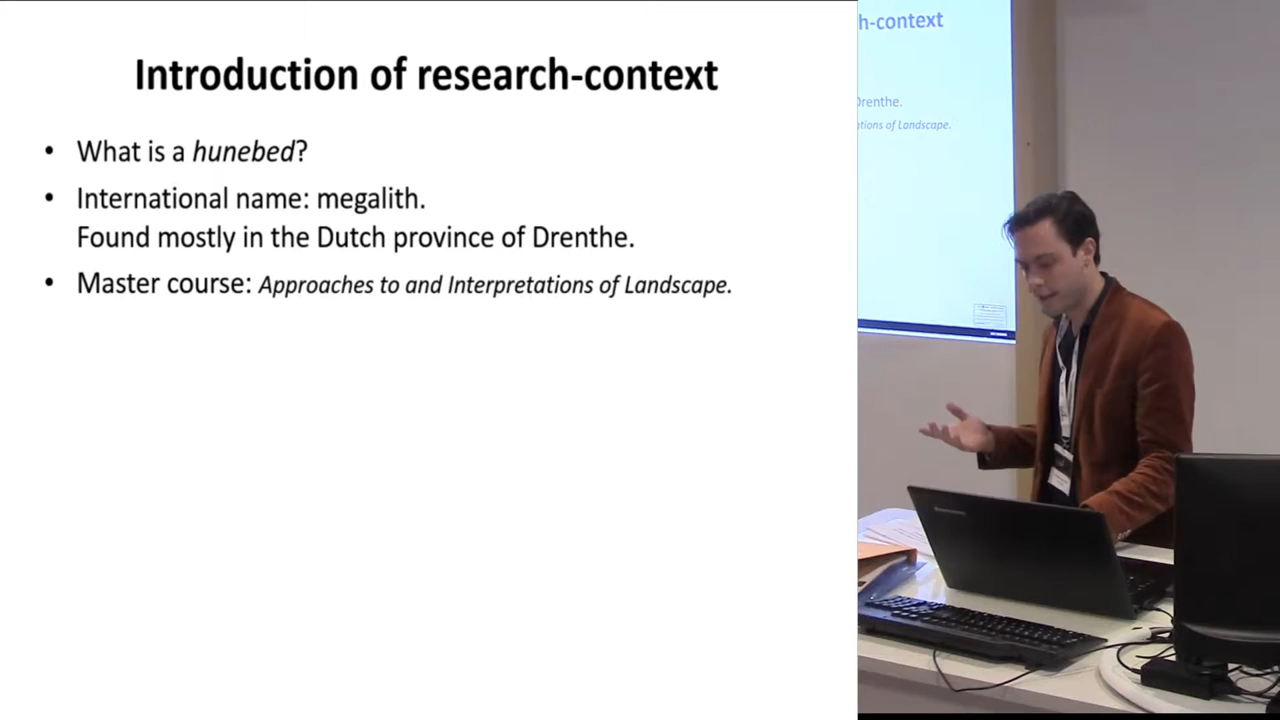 Introduction of research-context
• What is a hunebed?
• International name: megalith.
Found mostly in the Dutch province of Drenthe.
• Master course: Approaches to and Interpretations of Landscape.
h-context
Drenthe.
ations of Landscape.